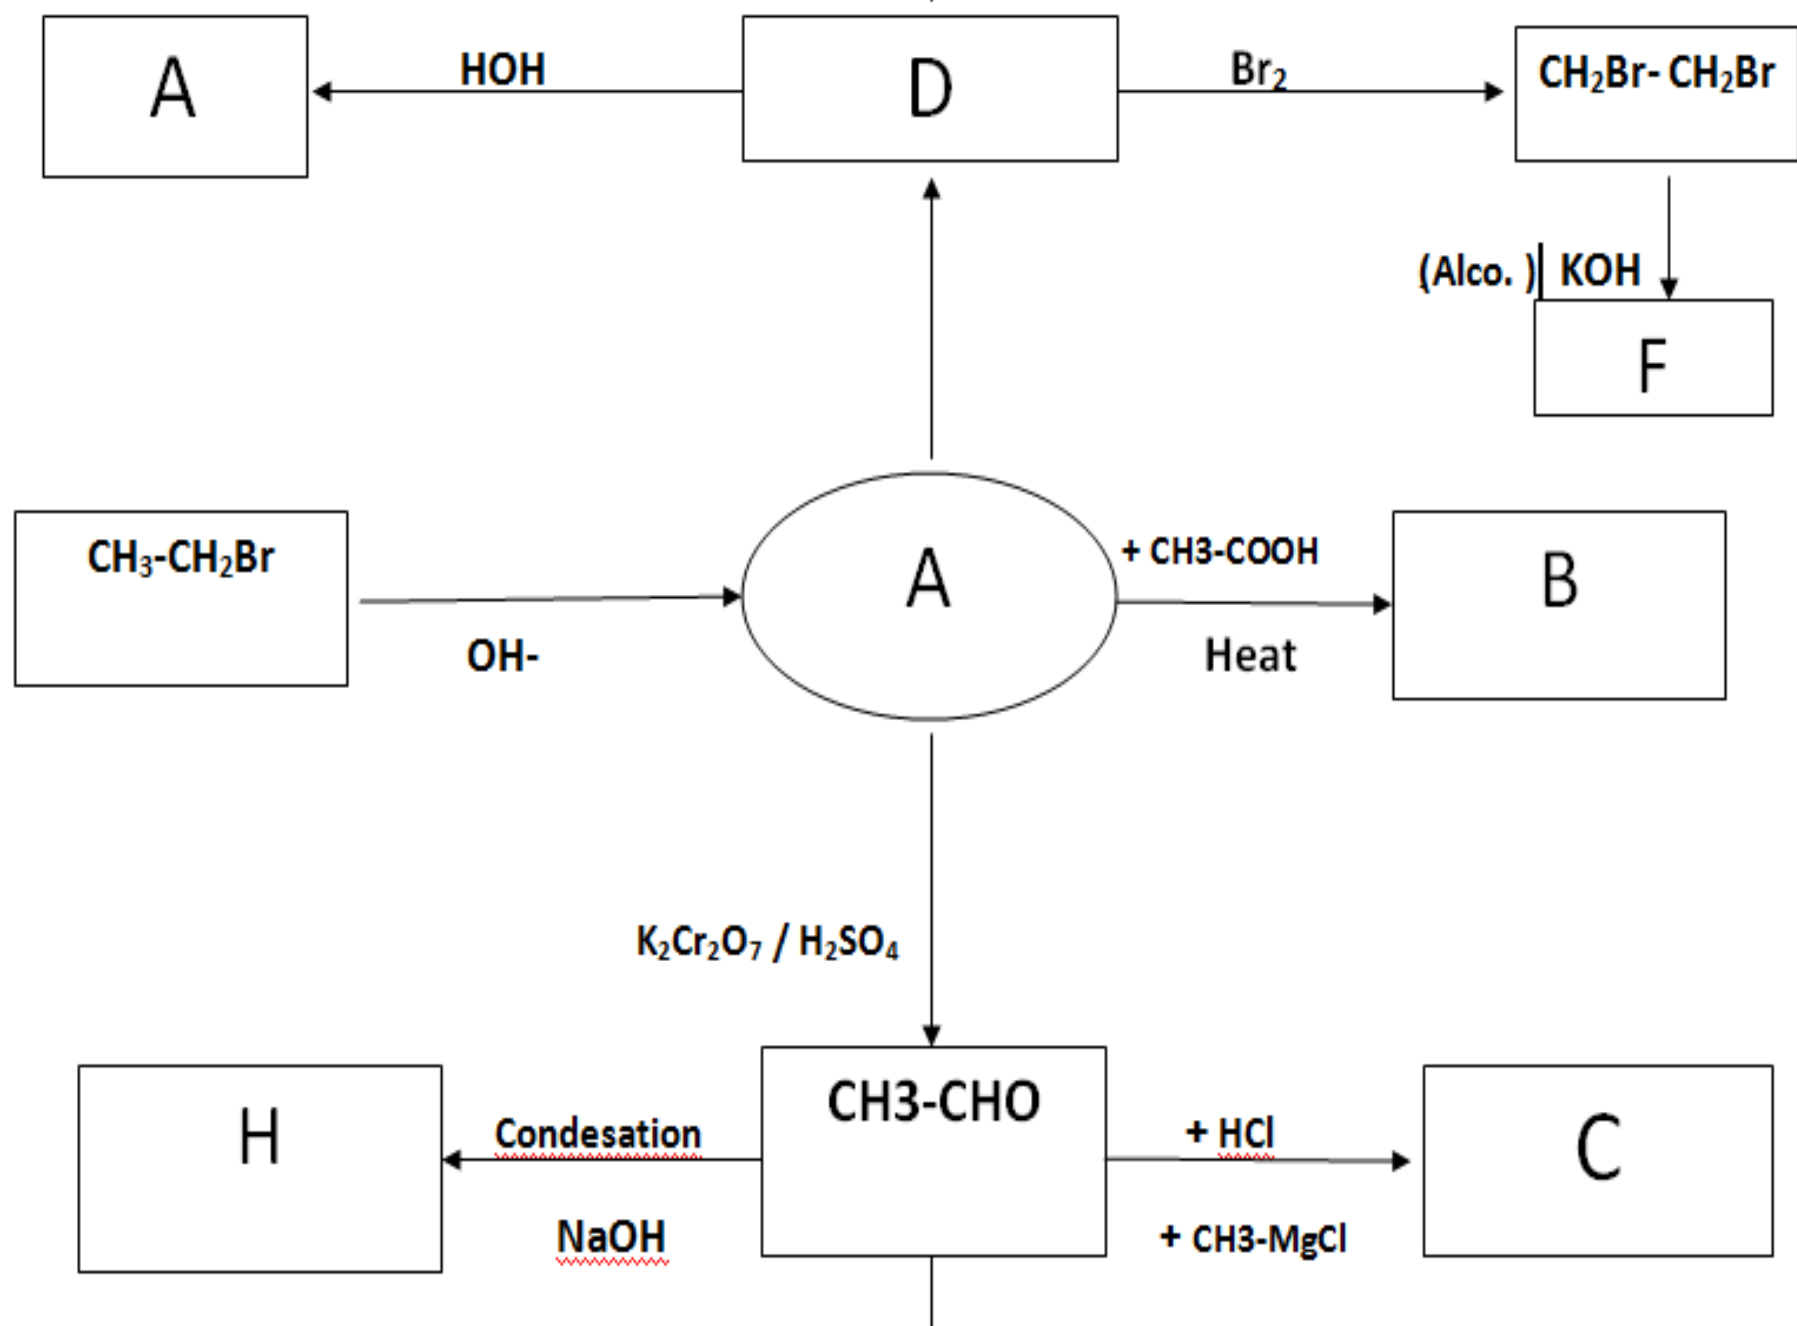 A
HOH
D
Br₂
CH₂Br- CH₂Br
(Alco. ) KOH
F
CH₃-CH₂Br
OH-
A
+ CH3-COOH
Heat
B
K₂Cr₂O₇ / H₂SO₄
H
Condesation
NaOH
CH3-CHO
+ HCl
+ CH3-MgCl
C